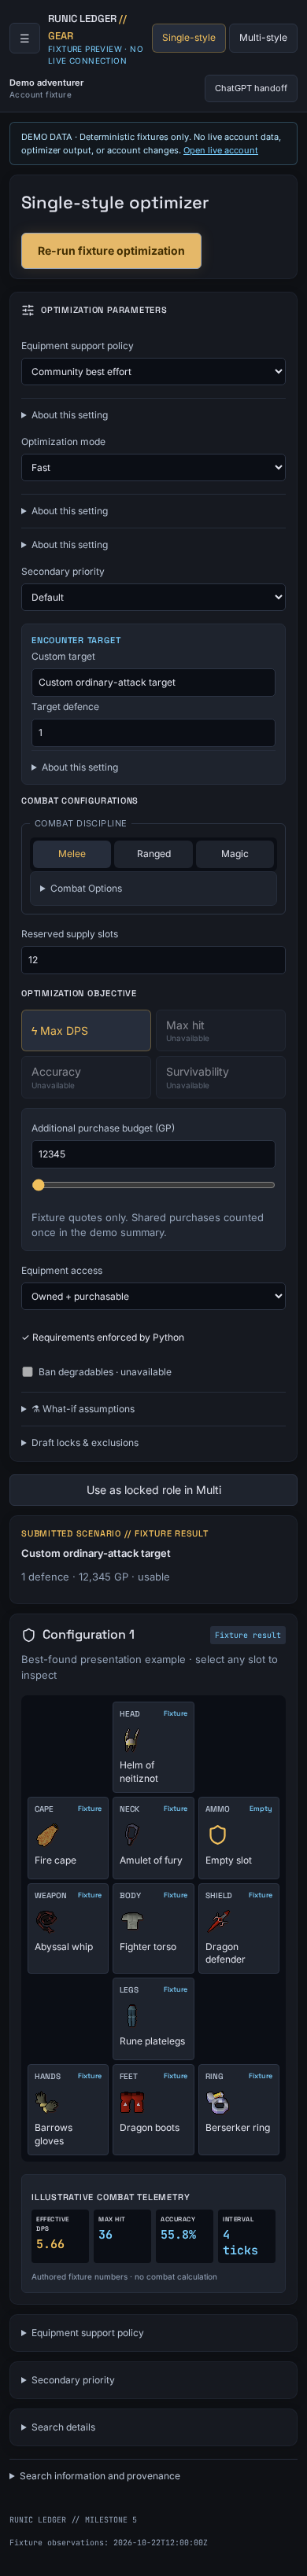 RUNIC LEDGER //
GEAR
FIXTURE PREVIEW · NO
LIVE CONNECTION
Single-style
Multi-style
Demo adventurer
Account fixture
ChatGPT handoff
DEMO DATA · Deterministic fixtures only. No live account data,
optimizer output, or account changes. Open live account
Single-style optimizer
Re-run fixture optimization
OPTIMIZATION PARAMETERS
Equipment support policy
Community best effort
About this setting
Optimization mode
Fast
About this setting
About this setting
Secondary priority
Default
ENCOUNTER TARGET
Custom target
Custom ordinary-attack target
Target defence
1
About this setting
COMBAT CONFIGURATIONS
COMBAT DISCIPLINE
Melee
Ranged
Magic
Combat Options
Reserved supply slots
12
OPTIMIZATION OBJECTIVE
ϟ Max DPS
Max hit
Unavailable
Accuracy
Unavailable
Survivability
Unavailable
Additional purchase budget (GP)
12345
Fixture quotes only. Shared purchases counted
once in the demo summary.
Equipment access
Owned + purchasable
✓ Requirements enforced by Python
Ban degradables · unavailable
⚗ What-if assumptions
Draft locks & exclusions
Use as locked role in Multi
SUBMITTED SCENARIO // FIXTURE RESULT
Custom ordinary-attack target
1 defence · 12,345 GP · usable
Configuration 1
Fixture result
Best-found presentation example · select any slot to
inspect
HEAD Fixture
Helm of
neitiznot
CAPE Fixture
Fire cape
NECK Fixture
Amulet of fury
AMMO Empty
Empty slot
WEAPON Fixture
Abyssal whip
BODY Fixture
Fighter torso
SHIELD Fixture
Dragon
defender
LEGS Fixture
Rune platelegs
HANDS Fixture
Barrows
gloves
FEET Fixture
Dragon boots
RING Fixture
Berserker ring
ILLUSTRATIVE COMBAT TELEMETRY
EFFECTIVE
DPS
5.66
MAX HIT
36
ACCURACY
55.8%
INTERVAL
4
ticks
Authored fixture numbers · no combat calculation
Equipment support policy
Secondary priority
Search details
Search information and provenance
RUNIC LEDGER // MILESTONE 5
Fixture observations: 2026-10-22T12:00:00Z